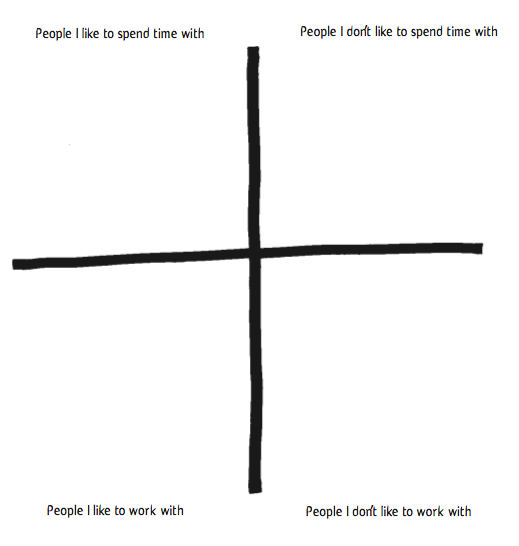 People I like to spend time with
People I don't like to spend time with
People I like to work with
People I don't like to work with